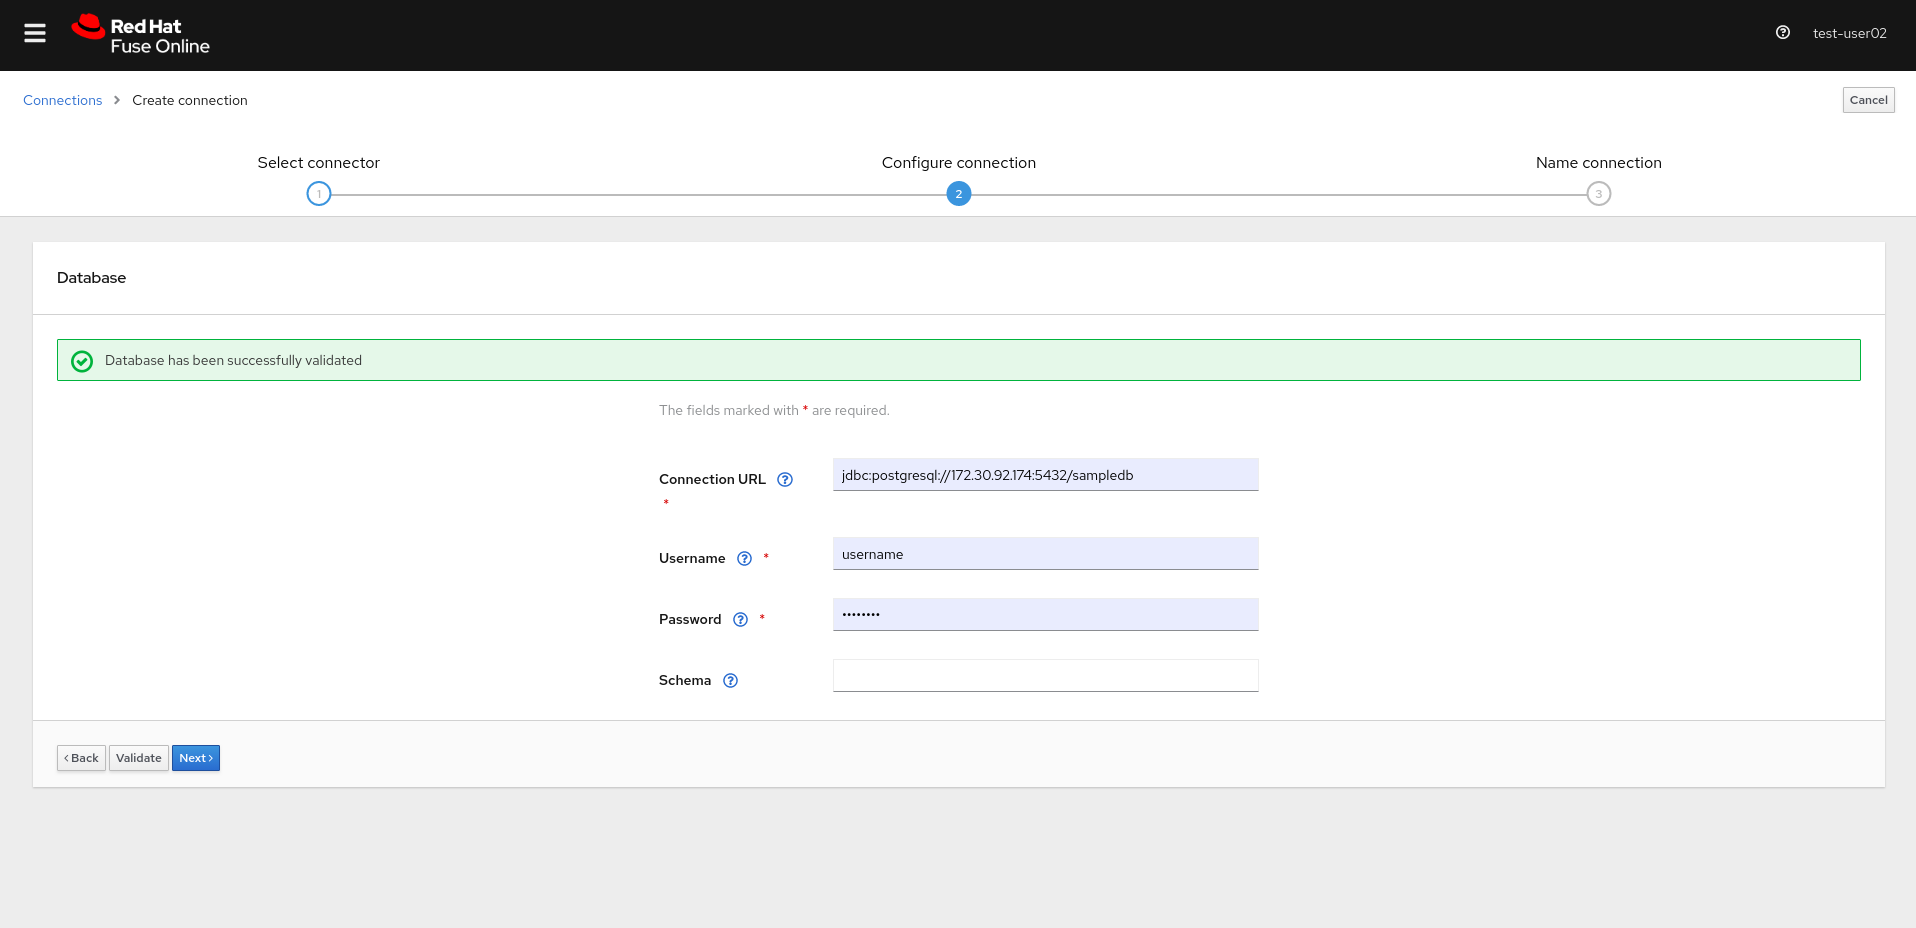 Red Hat
Fuse Online
test-user02
Connections > Create connection
Cancel
Select connector
Configure connection
Name connection
1
2
3
Database
Database has been successfully validated
The fields marked with * are required.
Connection URL
*
jdbc:postgresql://172.30.92.174:5432/sampledb
Username *
username
Password *
••••••••
Schema
< Back
Validate
Next >